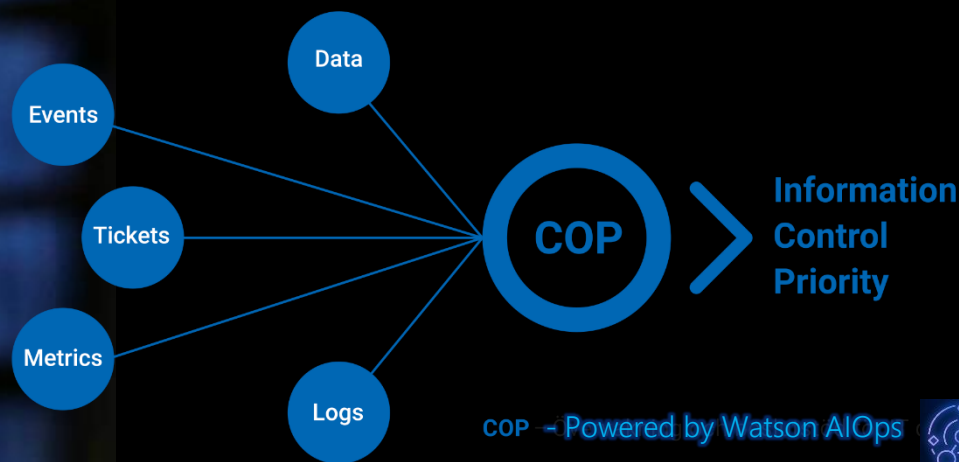 Data
Events
Tickets
Metrics
Logs
COP
Information
Control
Priority
COP - Powered by Watson AIOps